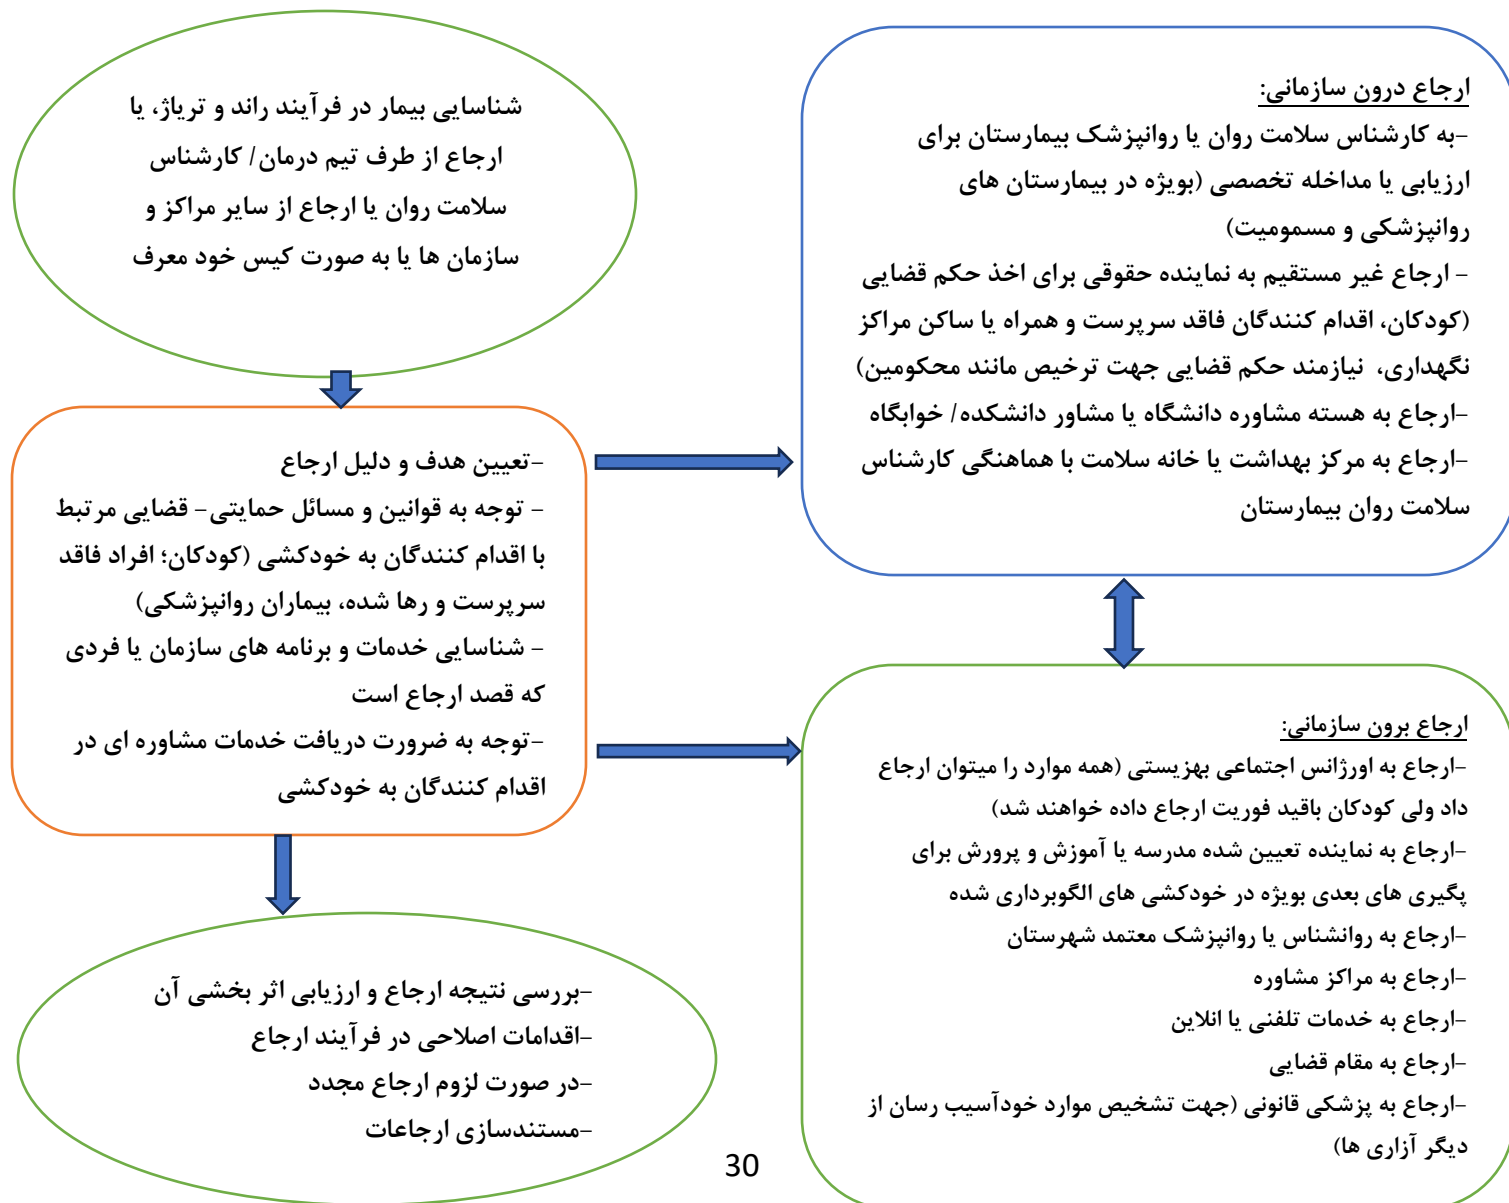 شناسایی بیمار در فرآیند راند و تریاژ، یا
ارجاع از طرف تیم درمان/ کارشناس
سلامت روان یا ارجاع از سایر مراکز و
سازمان ها یا به صورت کیس خود معرف
-تعیین هدف و دلیل ارجاع
- توجه به قوانین و مسائل حمایتی- قضایی مرتبط
با اقدام کنندگان به خودکشی (کودکان؛ افراد فاقد
سرپرست و رها شده، بیماران روانپزشکی)
- شناسایی خدمات و برنامه های سازمان یا فردی
که قصد ارجاع است
-توجه به ضرورت دریافت خدمات مشاوره ای در
اقدام کنندگان به خودکشی
ارجاع درون سازمانی:
-به کارشناس سلامت روان یا روانپزشک بیمارستان برای
ارزیابی یا مداخله تخصصی (بویژه در بیمارستان های
روانپزشکی و مسمومیت)
- ارجاع غیر مستقیم به نماینده حقوقی برای اخذ حکم قضایی
(کودکان، اقدام کنندگان فاقد سرپرست و همراه یا ساکن مراکز
نگهداری، نیازمند حکم قضایی جهت ترخیص مانند محکومین)
-ارجاع به هسته مشاوره دانشگاه یا مشاور دانشکده/ خوابگاه
-ارجاع به مرکز بهداشت یا خانه سلامت با هماهنگی کارشناس
سلامت روان بیمارستان
ارجاع برون سازمانی:
-ارجاع به اورژانس اجتماعی بهزیستی (همه موارد را میتوان ارجاع
داد ولی کودکان باقید فوریت ارجاع داده خواهند شد)
-ارجاع به نماینده تعیین شده مدرسه یا آموزش و پرورش برای
پگیری های بعدی بویژه در خودکشی های الگوبرداری شده
-ارجاع به روانشناس یا روانپزشک معتمد شهرستان
-ارجاع به مراکز مشاوره
-ارجاع به خدمات تلفنی یا انلاین
-ارجاع به مقام قضایی
-ارجاع به پزشکی قانونی (جهت تشخیص موارد خودآسیب رسان از
دیگر آزاری ها)
-بررسی نتیجه ارجاع و ارزیابی اثر بخشی آن
-اقدامات اصلاحی در فرآیند ارجاع
-در صورت لزوم ارجاع مجدد
-مستندسازی ارجاعات
30